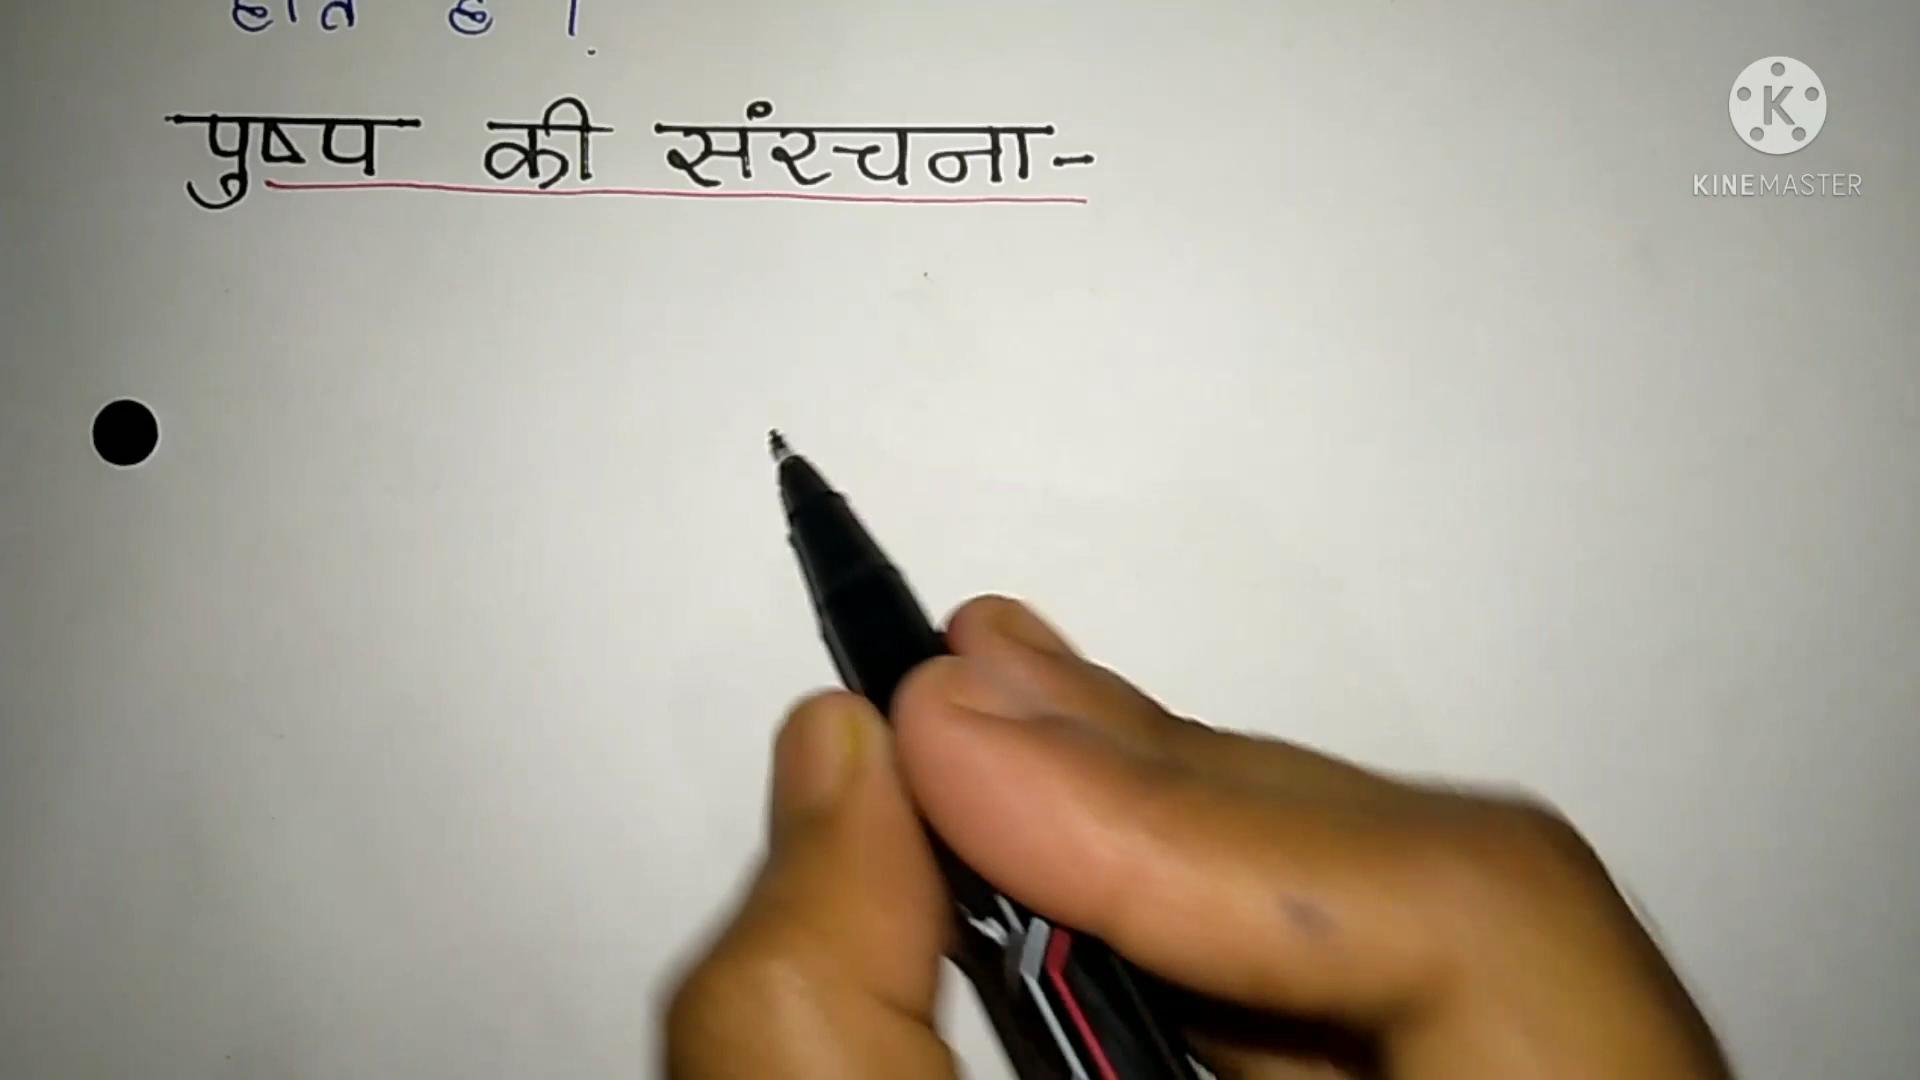 होते है ।
पुष्प की संरचना-
K
KINEMASTER